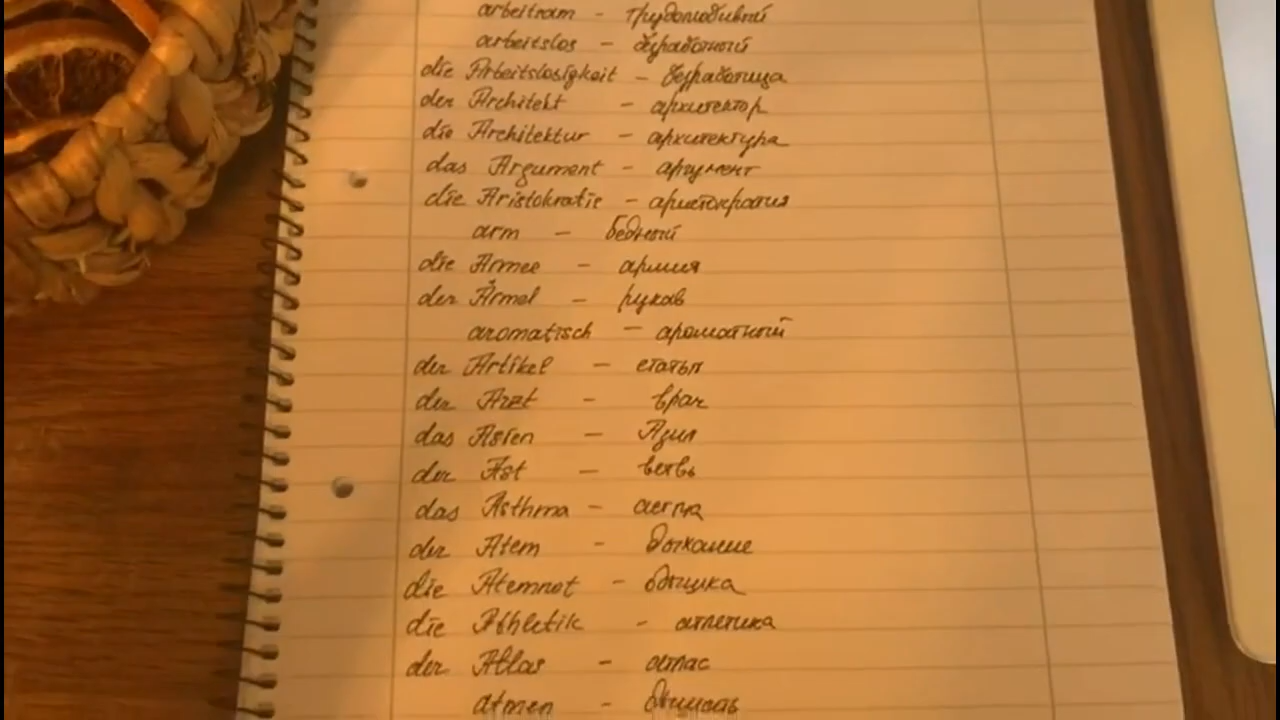 arbeitsam - трудолюбивый
arbeitslos - безработный
die Arbeitslosigkeit - безработица
der Architekt - архитектор
die Architektur - архитектура
das Argument - аргумент
die Aristokratie - аристократия
arm - бедный
die Armee - армия
der Ärmel - рукав
aromatisch - ароматный
der Artikel - статья
der Arzt - врач
das Asien - Азия
der Ast - ветвь
das Asthma - астма
der Atem - дыхание
die Atemnot - одышка
die Athletik - атлетика
der Atlas - атлас
atmen - дышать